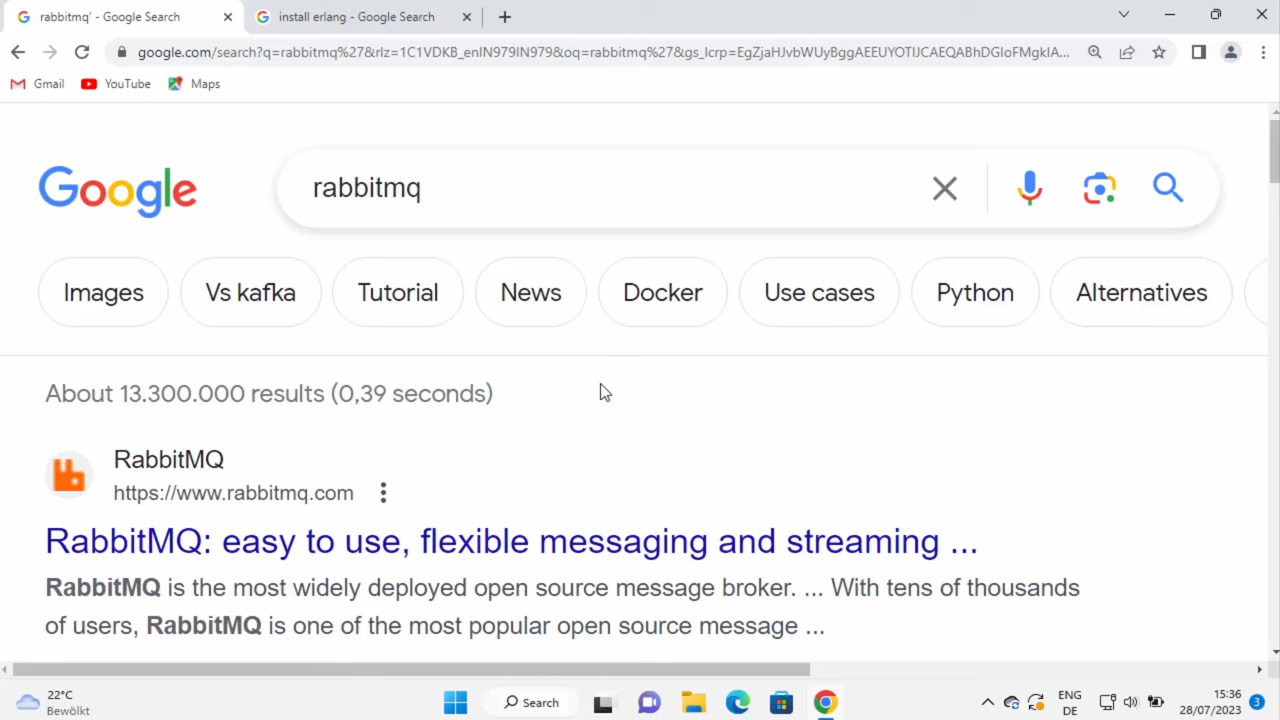 rabbitmq' - Google Search
install erlang - Google Search
google.com/search?q=rabbitmq%27&rlz=1C1VDKB_enIN979IN979&oq=rabbitmq%27&gs_lcrp=EgZjaHJvbWUyBggAEEUYOTIJCAEQABhDGIoFMgkIA...
Gmail
YouTube
Maps
Google
rabbitmq
Images
Vs kafka
Tutorial
News
Docker
Use cases
Python
Alternatives
About 13.300.000 results (0,39 seconds)
RabbitMQ
https://www.rabbitmq.com
RabbitMQ: easy to use, flexible messaging and streaming ...
RabbitMQ is the most widely deployed open source message broker. ... With tens of thousands
of users, RabbitMQ is one of the most popular open source message ...
22°C
Bewölkt
Search
ENG
DE
15:36
28/07/2023
3